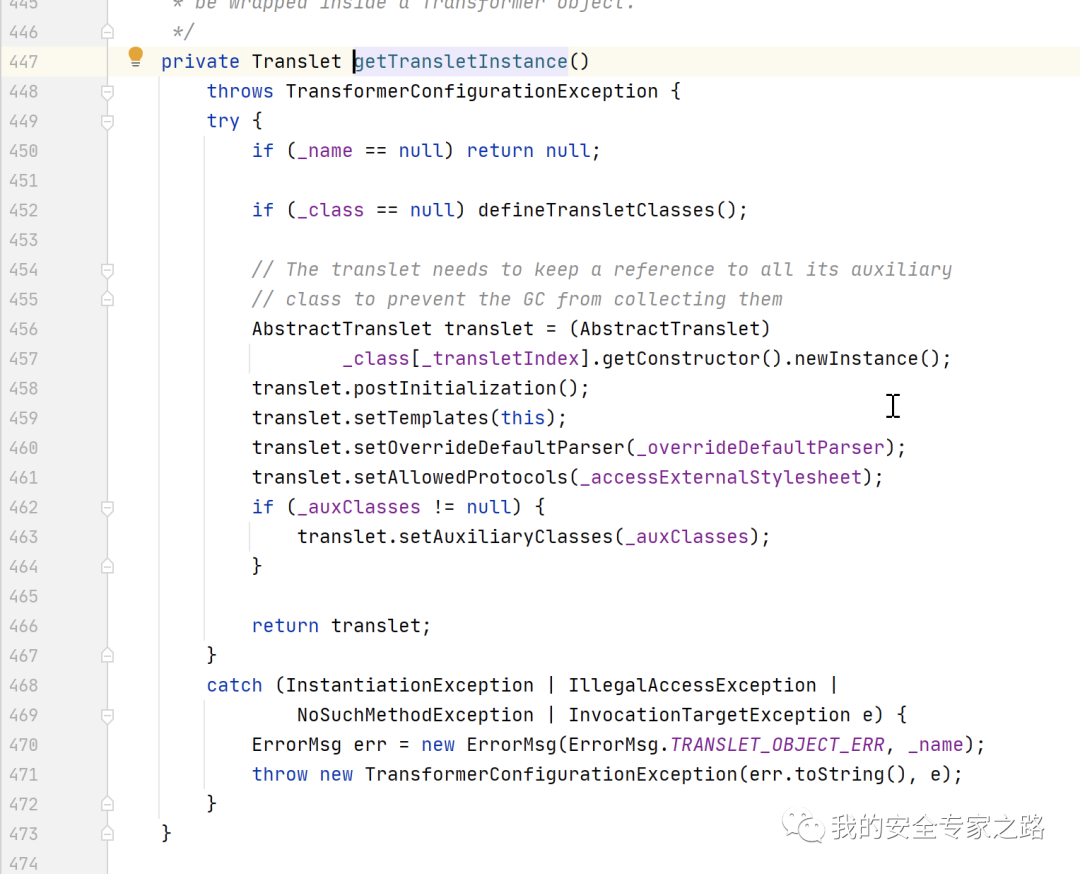 445 * be wrapped inside a Transformer object.
446 */
447 private Translet getTransletInstance()
448 throws TransformerConfigurationException {
449 try {
450 if (_name == null) return null;
451
452 if (_class == null) defineTransletClasses();
453
454 // The translet needs to keep a reference to all its auxiliary
455 // class to prevent the GC from collecting them
456 AbstractTranslet translet = (AbstractTranslet)
457 _class[_transletIndex].getConstructor().newInstance();
458 translet.postInitialization();
459 translet.setTemplates(this);
460 translet.setOverrideDefaultParser(_overrideDefaultParser);
461 translet.setAllowedProtocols(_accessExternalStylesheet);
462 if (_auxClasses != null) {
463 translet.setAuxiliaryClasses(_auxClasses);
464 }
465
466 return translet;
467 }
468 catch (InstantiationException | IllegalAccessException |
469 NoSuchMethodException | InvocationTargetException e) {
470 ErrorMsg err = new ErrorMsg(ErrorMsg.TRANSLET_OBJECT_ERR, _name);
471 throw new TransformerConfigurationException(err.toString(), e);
472 }
473 }
474
我的安全专家之路